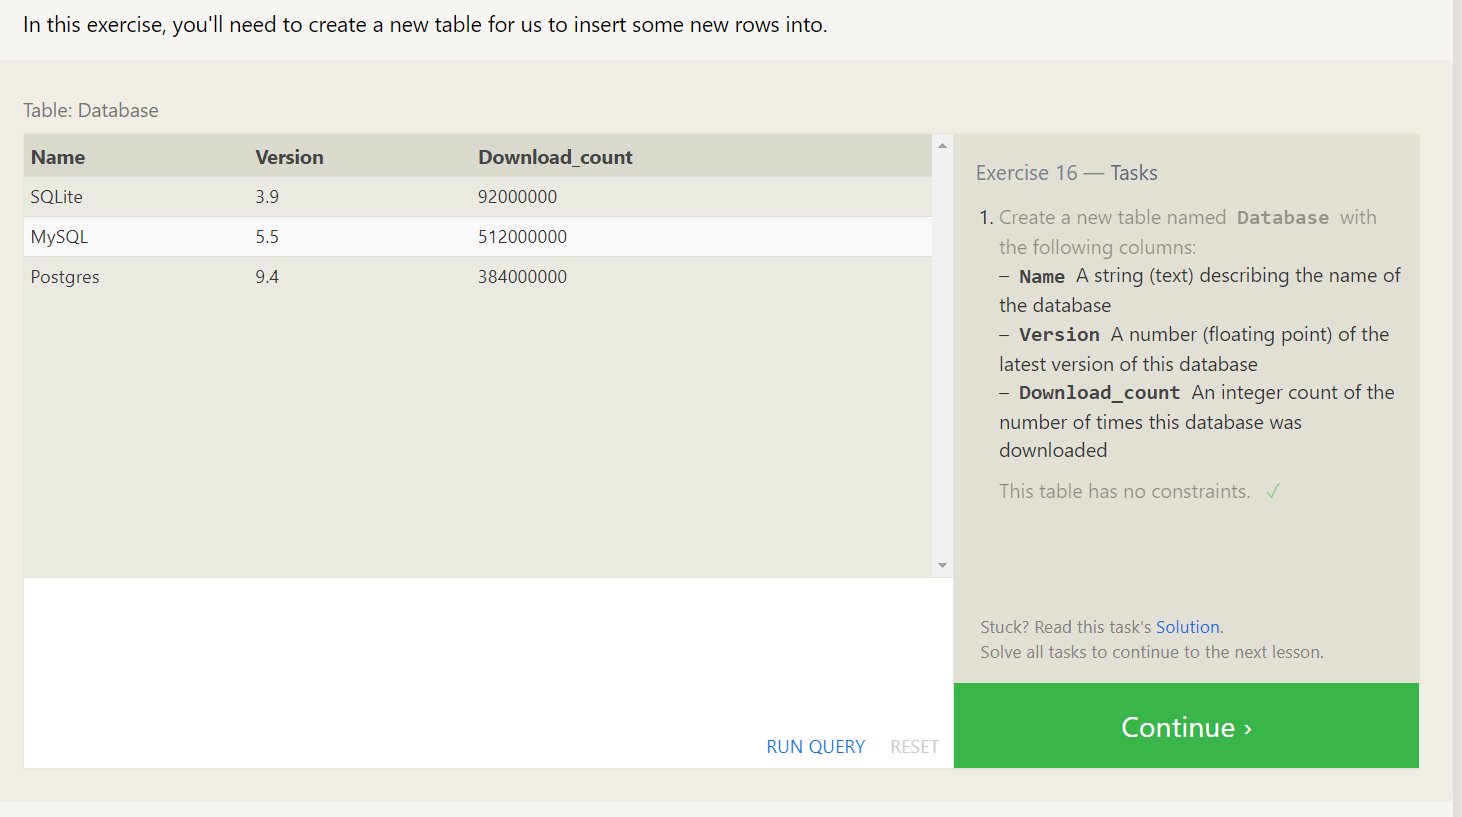 In this exercise, you'll need to create a new table for us to insert some new rows into.
Table: Database
Name Version Download_count
SQLite 3.9 92000000
MySQL 5.5 512000000
Postgres 9.4 384000000
RUN QUERY RESET
Exercise 16 — Tasks
1. Create a new table named Database with
the following columns:
– Name A string (text) describing the name of
the database
– Version A number (floating point) of the
latest version of this database
– Download_count An integer count of the
number of times this database was
downloaded
This table has no constraints. ✓
Stuck? Read this task's Solution.
Solve all tasks to continue to the next lesson.
Continue ›